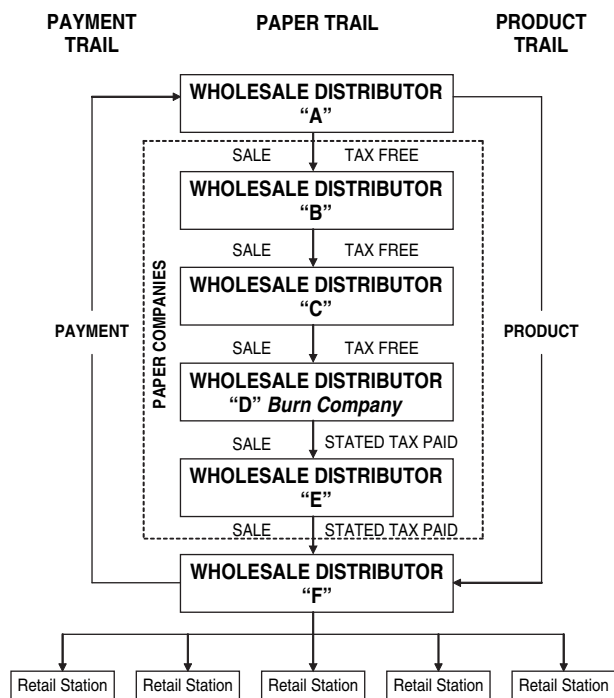 PAYMENT
TRAIL
PAPER TRAIL
PRODUCT
TRAIL
WHOLESALE DISTRIBUTOR
“A”
SALE TAX FREE
WHOLESALE DISTRIBUTOR
“B”
SALE TAX FREE
WHOLESALE DISTRIBUTOR
“C”
PAYMENT
PAPER COMPANIES
PRODUCT
SALE TAX FREE
WHOLESALE DISTRIBUTOR
“D” Burn Company
SALE STATED TAX PAID
WHOLESALE DISTRIBUTOR
“E”
SALE STATED TAX PAID
WHOLESALE DISTRIBUTOR
“F”
Retail Station Retail Station Retail Station Retail Station Retail Station